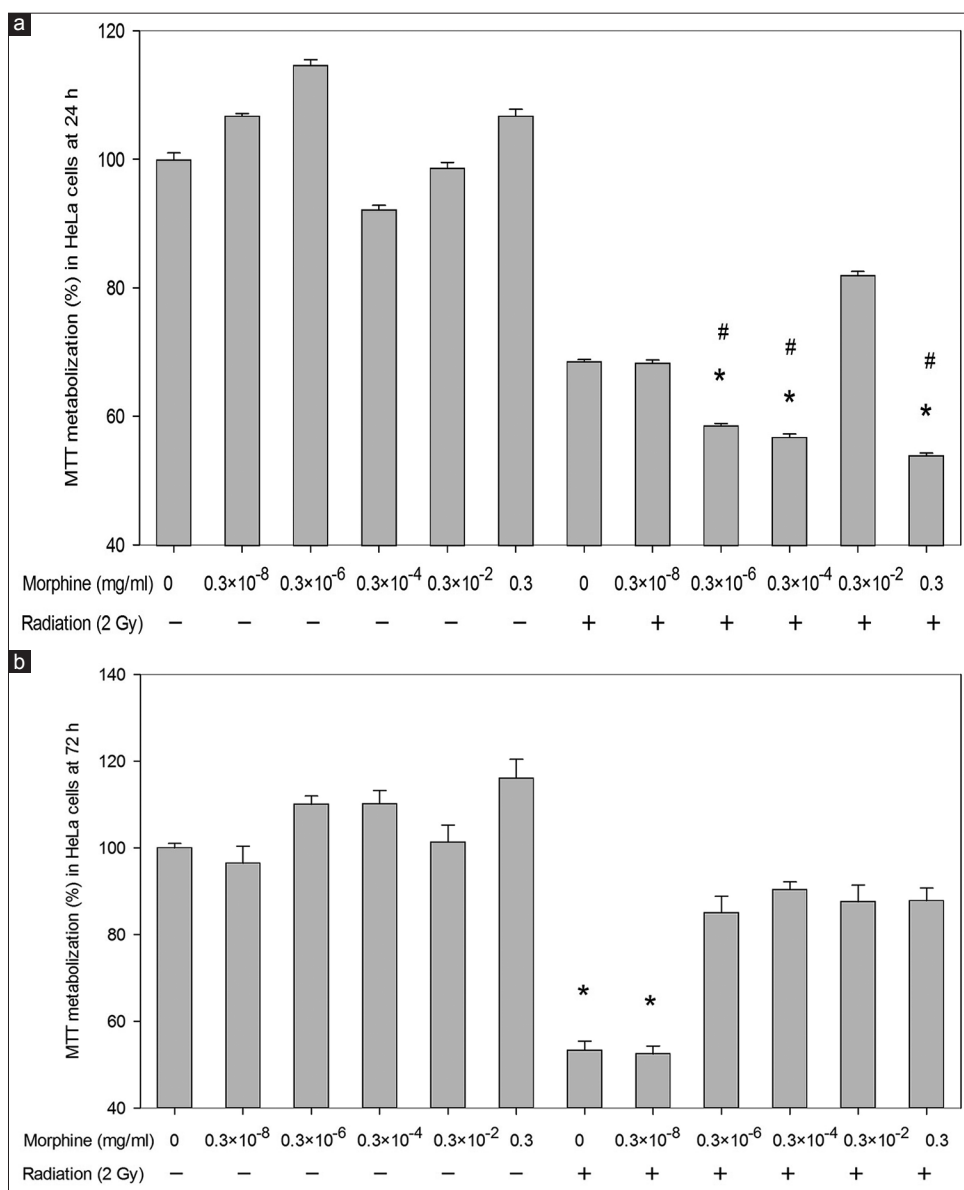 a
MTT metabolization (%) in HeLa cells at 24 h
120
100
80
60
40
# # #
* * *
Morphine (mg/ml) 0 0.3×10⁻⁸ 0.3×10⁻⁶ 0.3×10⁻⁴ 0.3×10⁻² 0.3 0 0.3×10⁻⁸ 0.3×10⁻⁶ 0.3×10⁻⁴ 0.3×10⁻² 0.3
Radiation (2 Gy) – – – – – – + + + + + +
b
MTT metabolization (%) in HeLa cells at 72 h
140
120
100
80
60
40
* *
Morphine (mg/ml) 0 0.3×10⁻⁸ 0.3×10⁻⁶ 0.3×10⁻⁴ 0.3×10⁻² 0.3 0 0.3×10⁻⁸ 0.3×10⁻⁶ 0.3×10⁻⁴ 0.3×10⁻² 0.3
Radiation (2 Gy) – – – – – – + + + + + +